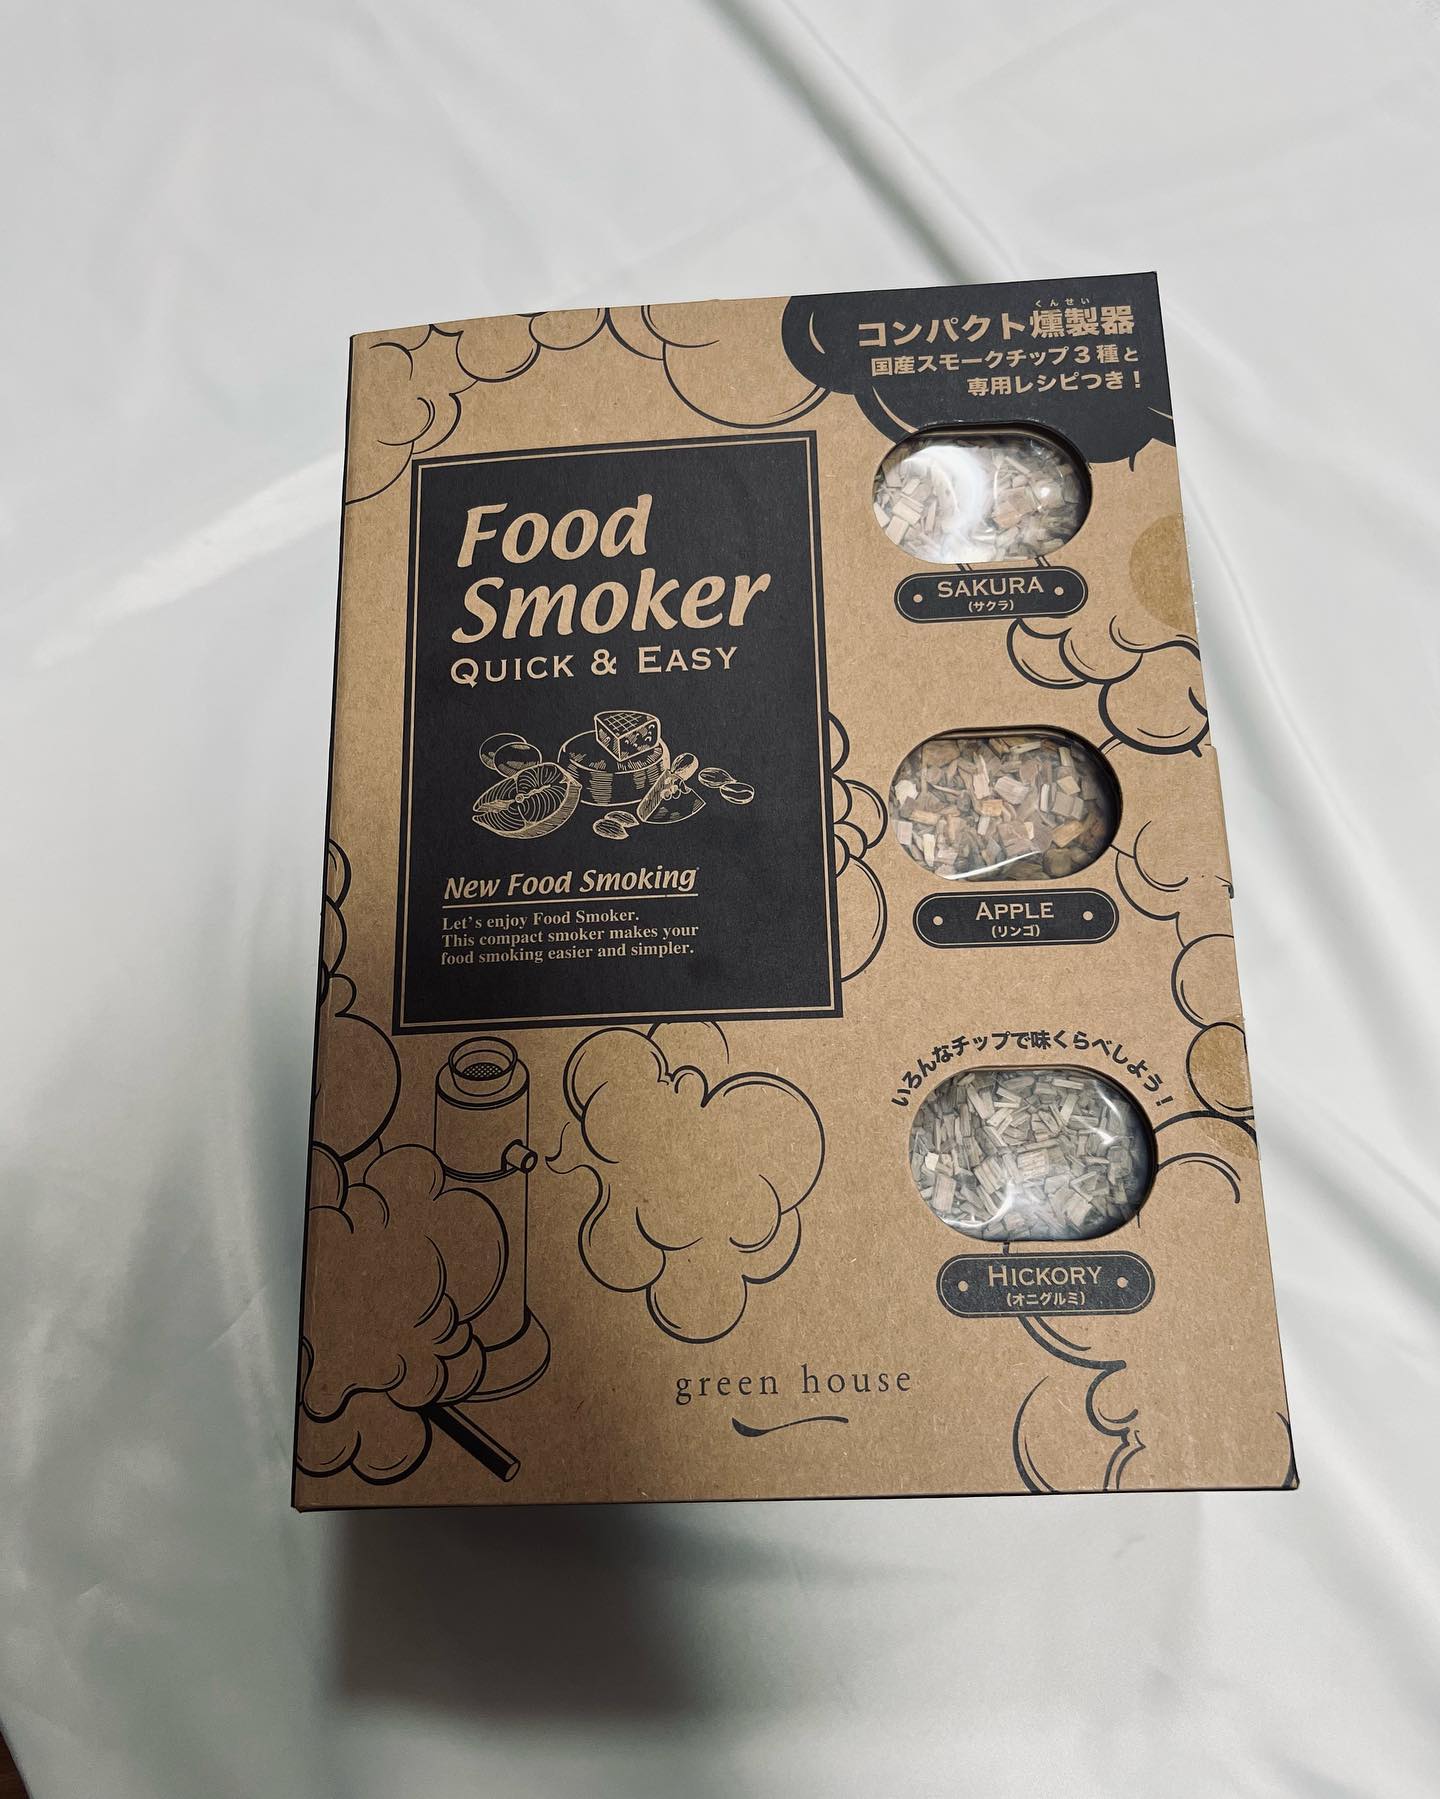 くんせい
コンパクト燻製器
国産スモークチップ3種と
専用レシピつき!
Food
Smoker
QUICK & EASY
New Food Smoking
Let's enjoy Food Smoker.
This compact smoker makes your
food smoking easier and simpler.
SAKURA
(サクラ)
APPLE
(リンゴ)
いろんなチップで味くらべしよう!
HICKORY
(オニグルミ)
green house